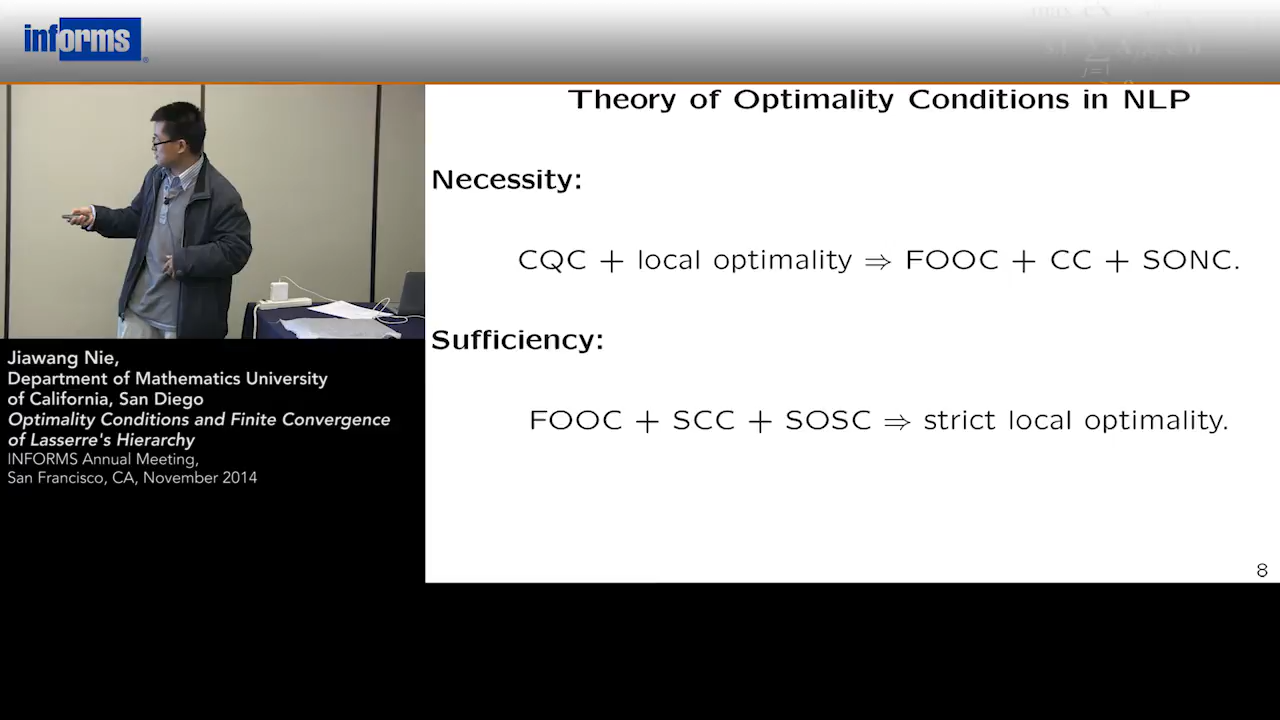 informs
Theory of Optimality Conditions in NLP
Necessity:
CQC + local optimality ⇒ FOOC + CC + SONC.
Sufficiency:
FOOC + SCC + SOSC ⇒ strict local optimality.
8
Jiawang Nie,
Department of Mathematics University
of California, San Diego
Optimality Conditions and Finite Convergence
of Lasserre's Hierarchy
INFORMS Annual Meeting,
San Francisco, CA, November 2014